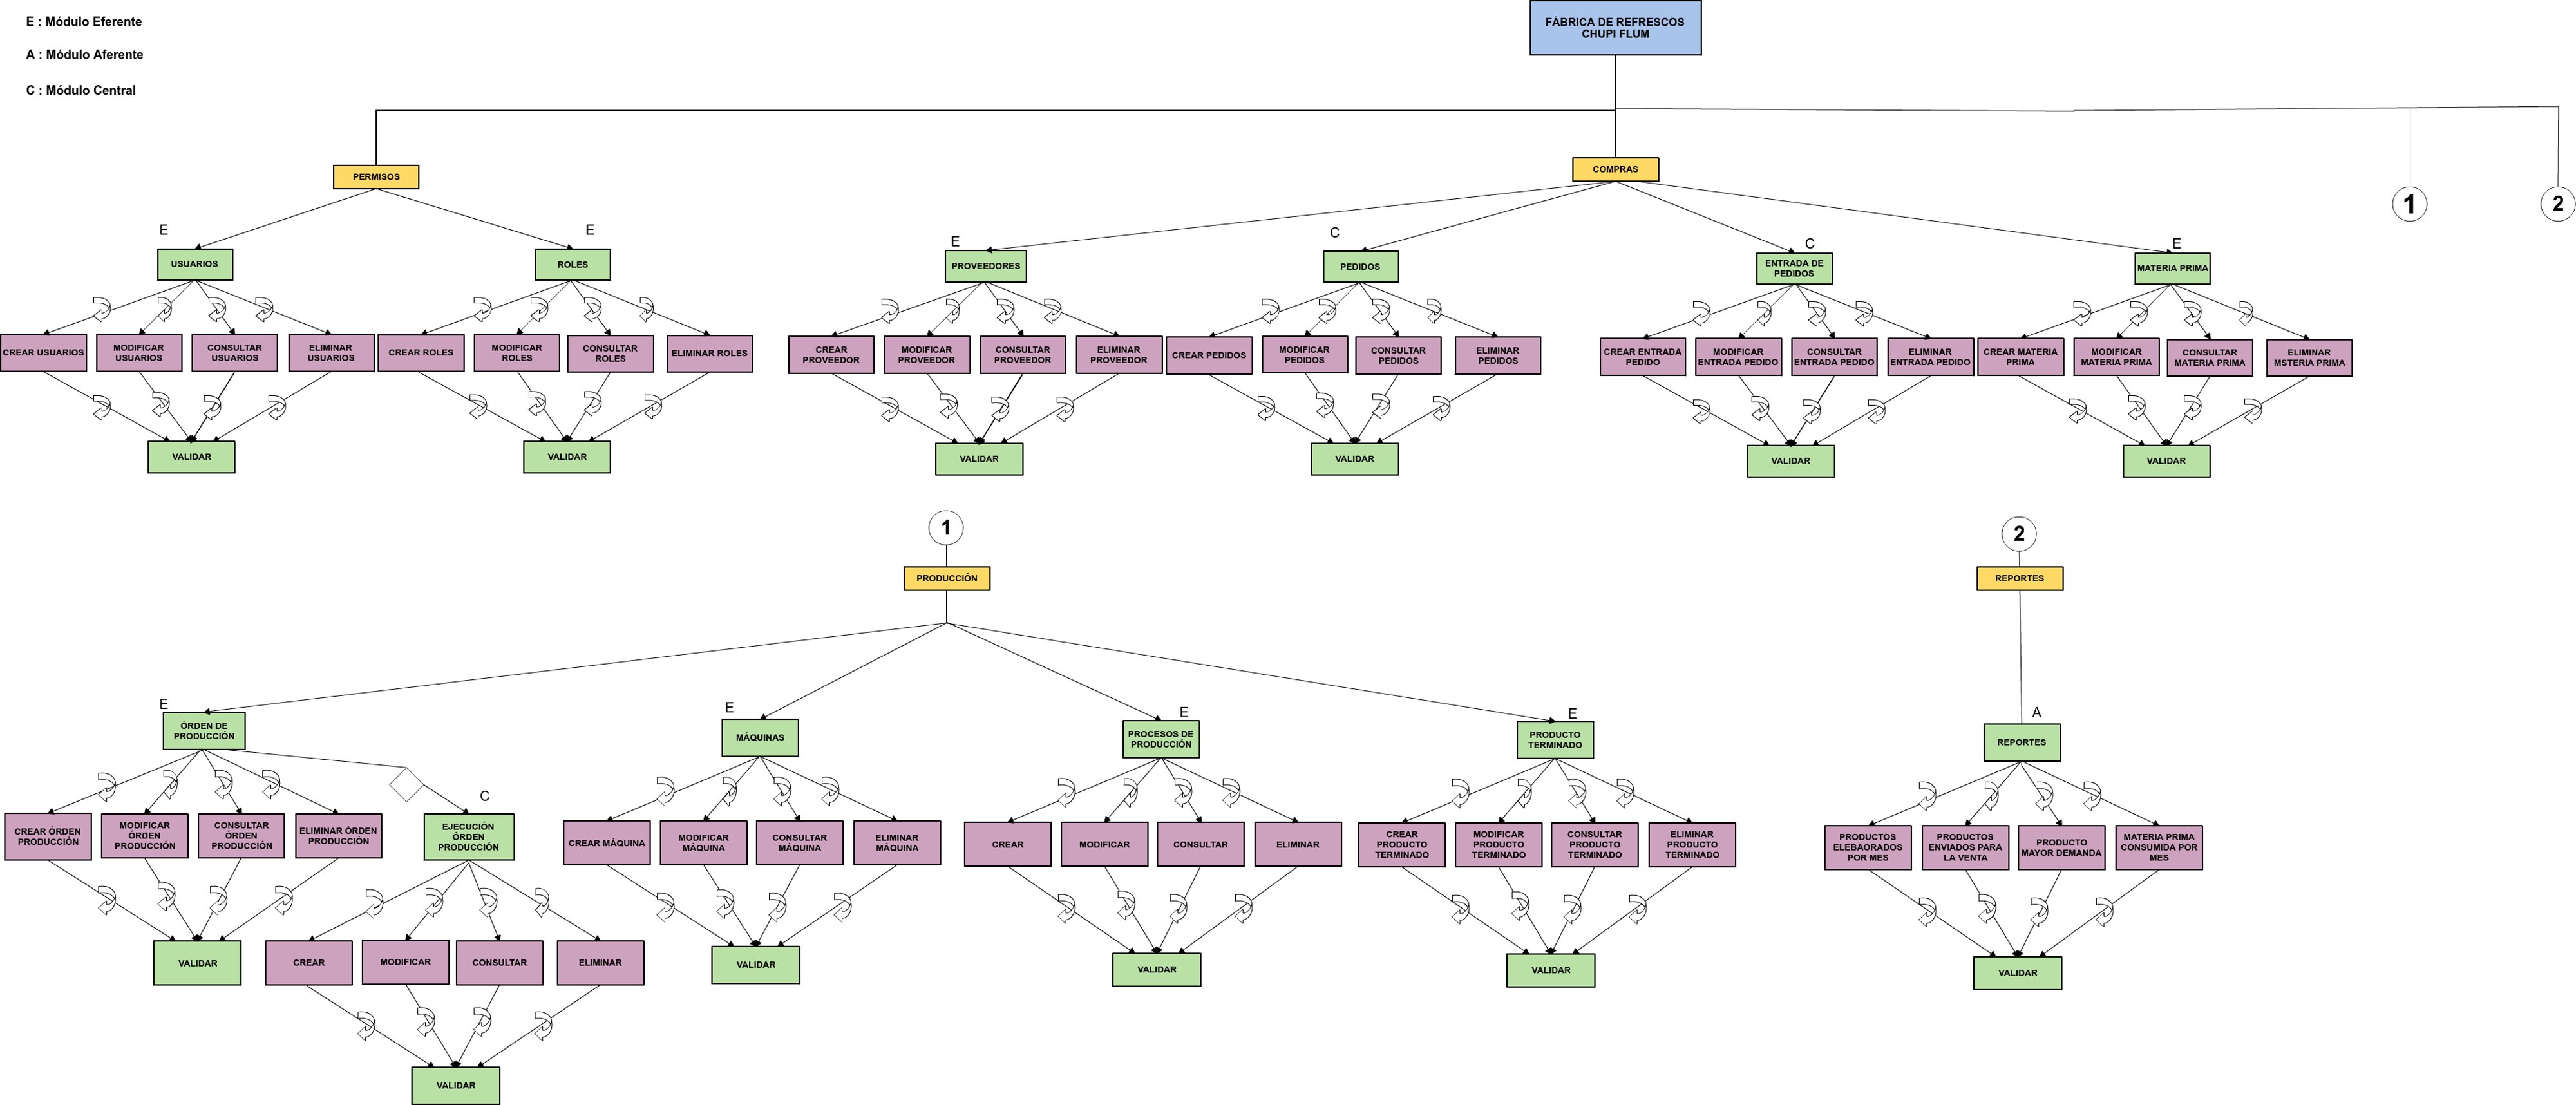 E : Módulo Eferente
A : Módulo Aferente
C : Módulo Central
FÁBRICA DE REFRESCOS
CHUPI FLUM
PERMISOS
COMPRAS
1
2
E
E
E
C
C
E
USUARIOS
ROLES
PROVEEDORES
PEDIDOS
ENTRADA DE
PEDIDOS
MATERIA PRIMA
CREAR USUARIOS
MODIFICAR
USUARIOS
CONSULTAR
USUARIOS
ELIMINAR
USUARIOS
CREAR ROLES
MODIFICAR
ROLES
CONSULTAR
ROLES
ELIMINAR ROLES
CREAR
PROVEEDOR
MODIFICAR
PROVEEDOR
CONSULTAR
PROVEEDOR
ELIMINAR
PROVEEDOR
CREAR PEDIDOS
MODIFICAR
PEDIDOS
CONSULTAR
PEDIDOS
ELIMINAR
PEDIDOS
CREAR ENTRADA
PEDIDO
MODIFICAR
ENTRADA PEDIDO
CONSULTAR
ENTRADA PEDIDO
ELIMINAR
ENTRADA PEDIDO
CREAR MATERIA
PRIMA
MODIFICAR
MATERIA PRIMA
CONSULTAR
MATERIA PRIMA
ELIMINAR
MSTERIA PRIMA
VALIDAR
VALIDAR
VALIDAR
VALIDAR
VALIDAR
VALIDAR
1
2
PRODUCCIÓN
REPORTES
E
E
E
E
A
ÓRDEN DE
PRODUCCIÓN
MÁQUINAS
PROCESOS DE
PRODUCCIÓN
PRODUCTO
TERMINADO
REPORTES
C
CREAR ÓRDEN
PRODUCCIÓN
MODIFICAR
ÓRDEN
PRODUCCIÓN
CONSULTAR
ÓRDEN
PRODUCCIÓN
ELIMINAR ÓRDEN
PRODUCCIÓN
EJECUCIÓN
ÓRDEN
PRODUCCIÓN
CREAR MÁQUINA
MODIFICAR
MÁQUINA
CONSULTAR
MÁQUINA
ELIMINAR
MÁQUINA
CREAR
MODIFICAR
CONSULTAR
ELIMINAR
CREAR
PRODUCTO
TERMINADO
MODIFICAR
PRODUCTO
TERMINADO
CONSULTAR
PRODUCTO
TERMINADO
ELIMINAR
PRODUCTO
TERMINADO
PRODUCTOS
ELEBAORADOS
POR MES
PRODUCTOS
ENVIADOS PARA
LA VENTA
PRODUCTO
MAYOR DEMANDA
MATERIA PRIMA
CONSUMIDA POR
MES
VALIDAR
CREAR
MODIFICAR
CONSULTAR
ELIMINAR
VALIDAR
VALIDAR
VALIDAR
VALIDAR
VALIDAR